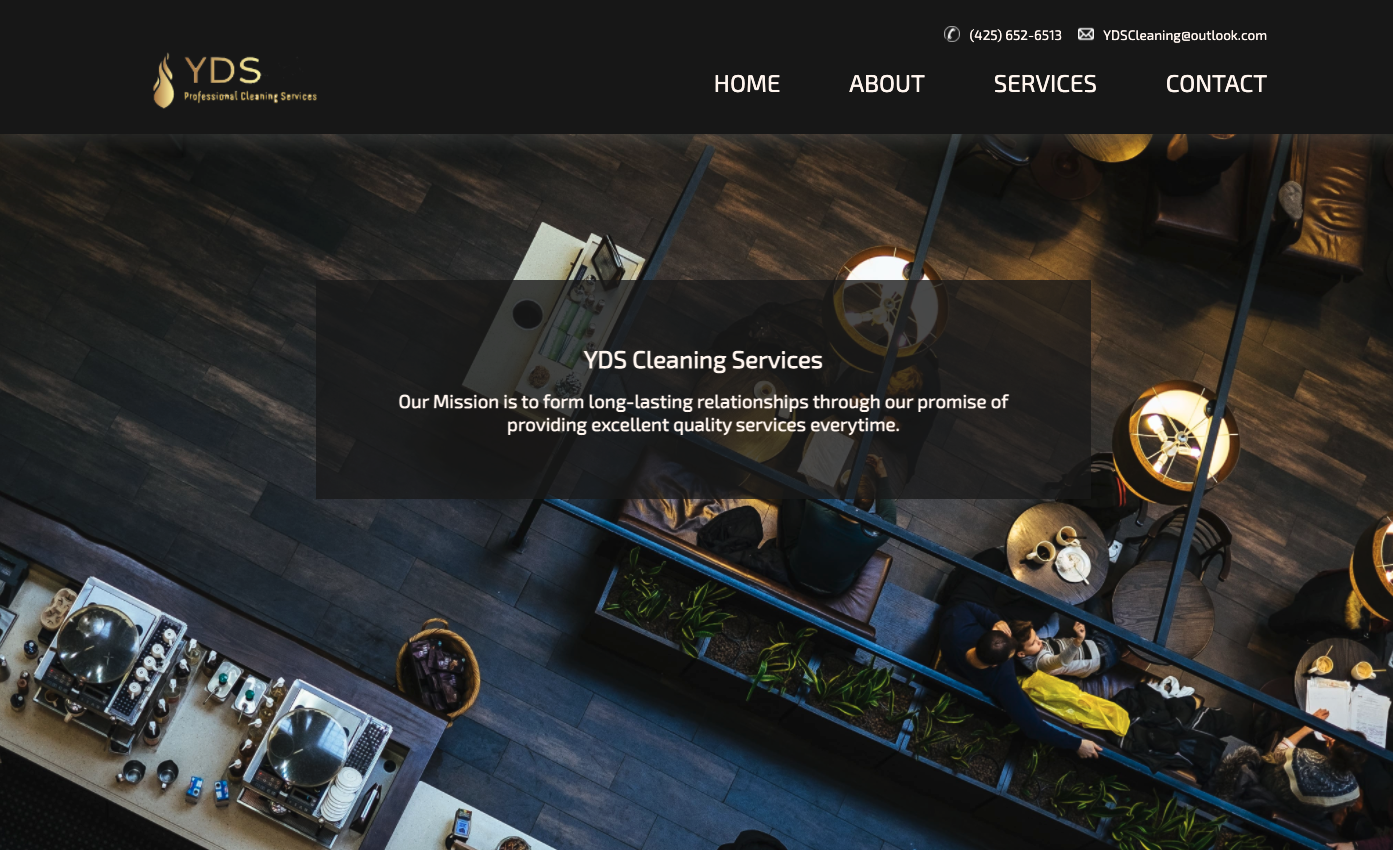 (425) 652-6513 YDSCleaning@outlook.com
YDS
Professional Cleaning Services
HOME ABOUT SERVICES CONTACT
YDS Cleaning Services
Our Mission is to form long-lasting relationships through our promise of
providing excellent quality services everytime.